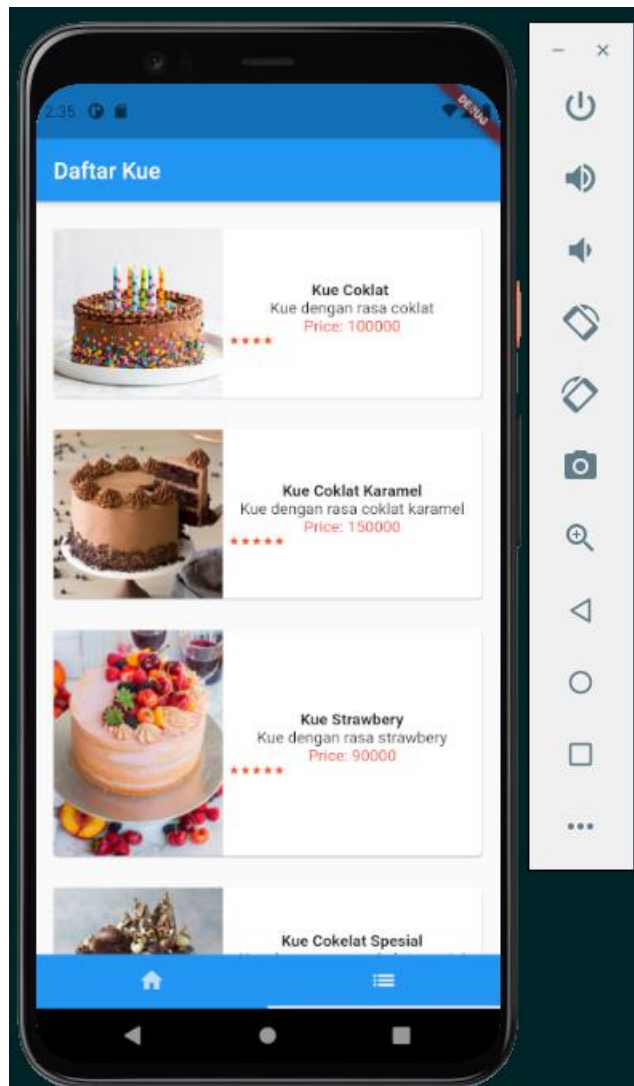 2:35
DEBUG
Daftar Kue
Kue Coklat
Kue dengan rasa coklat
Price: 100000
Kue Coklat Karamel
Kue dengan rasa coklat karamel
Price: 150000
Kue Strawbery
Kue dengan rasa strawbery
Price: 90000
Kue Cokelat Spesial